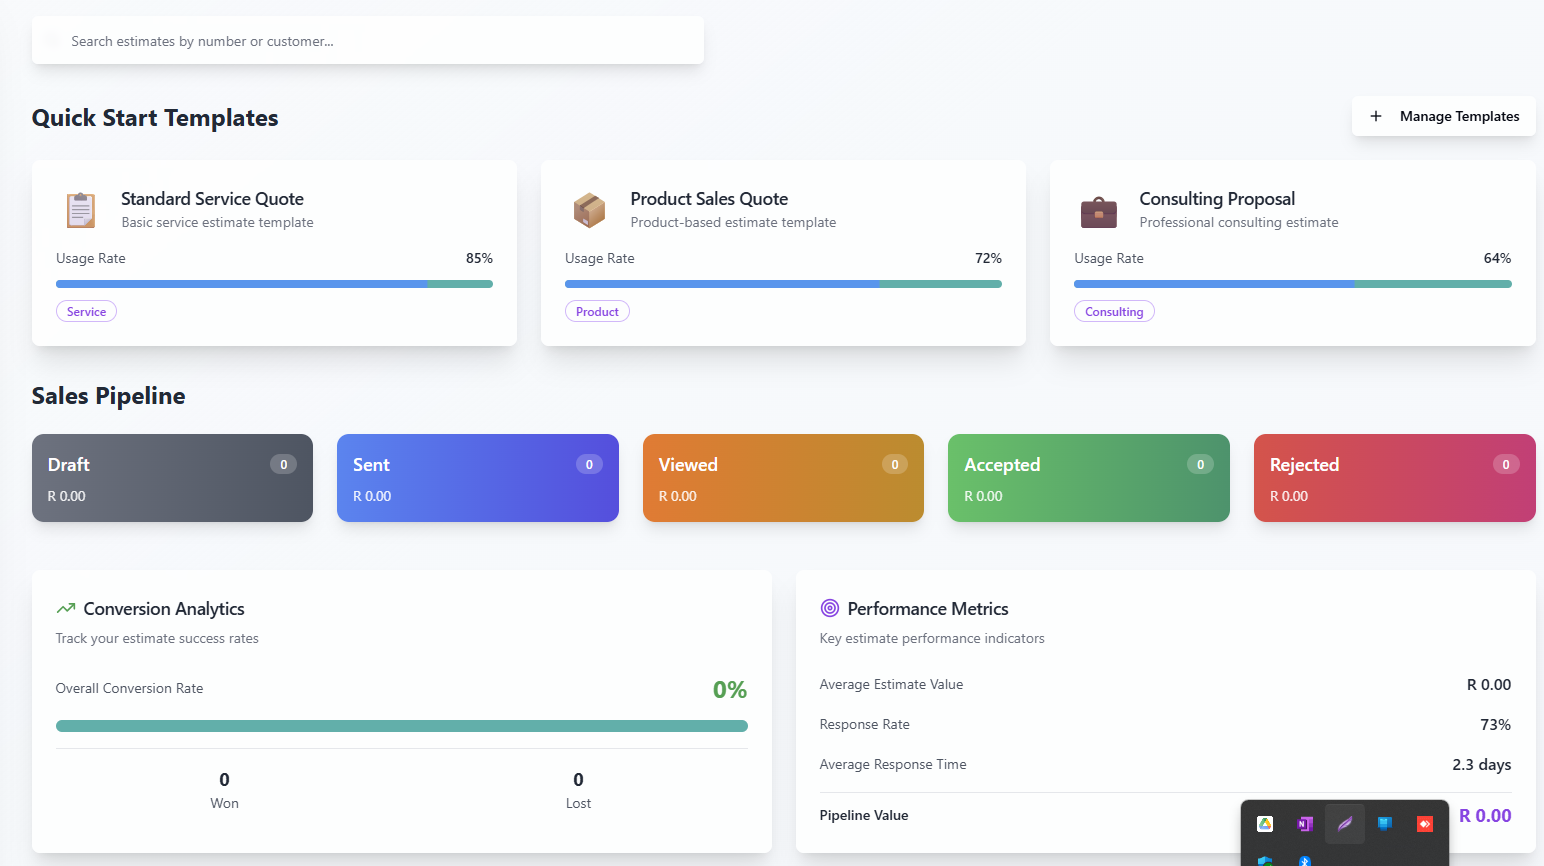 Search estimates by number or customer...
Quick Start Templates
+ Manage Templates
Standard Service Quote
Basic service estimate template
Usage Rate 85%
Service
Product Sales Quote
Product-based estimate template
Usage Rate 72%
Product
Consulting Proposal
Professional consulting estimate
Usage Rate 64%
Consulting
Sales Pipeline
Draft 0
R 0.00
Sent 0
R 0.00
Viewed 0
R 0.00
Accepted 0
R 0.00
Rejected 0
R 0.00
Conversion Analytics
Track your estimate success rates
Overall Conversion Rate 0%
0
Won
0
Lost
Performance Metrics
Key estimate performance indicators
Average Estimate Value R 0.00
Response Rate 73%
Average Response Time 2.3 days
Pipeline Value R 0.00
N